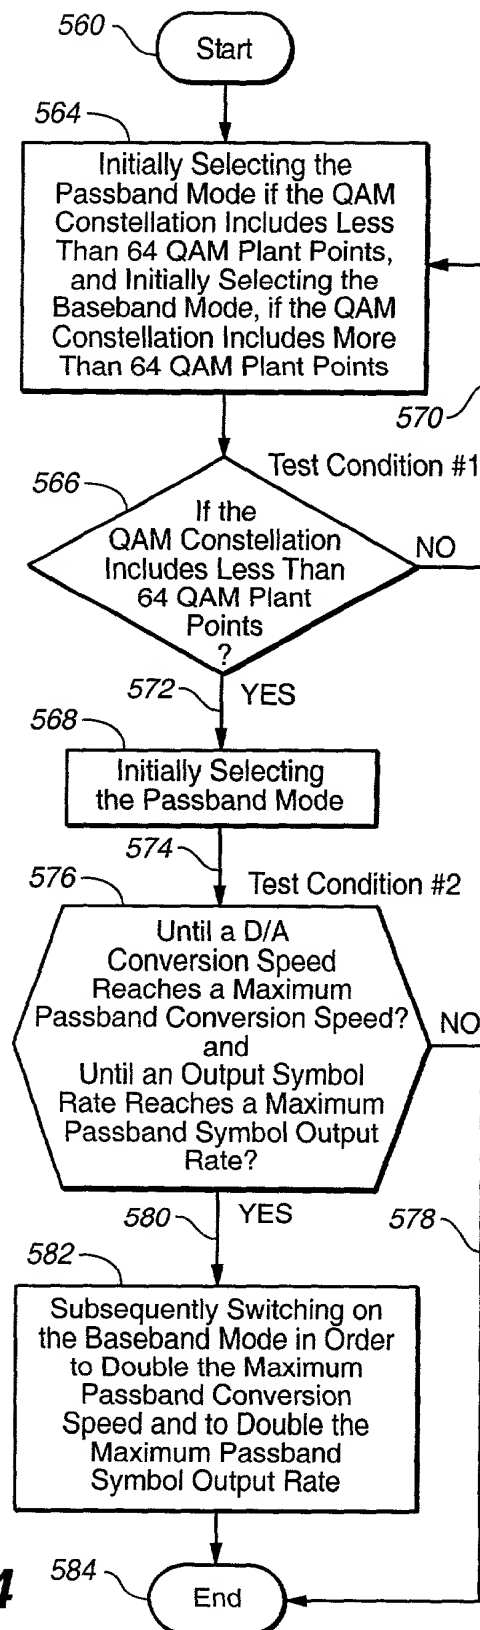 560
Start
564
Initially Selecting the
Passband Mode if the QAM
Constellation Includes Less
Than 64 QAM Plant Points,
and Initially Selecting the
Baseband Mode, if the QAM
Constellation Includes More
Than 64 QAM Plant Points
570
Test Condition #1
566
If the
QAM Constellation
Includes Less Than
64 QAM Plant
Points
?
NO
572
YES
568
Initially Selecting
the Passband Mode
574
576
Test Condition #2
Until a D/A
Conversion Speed
Reaches a Maximum
Passband Conversion Speed?
and
Until an Output Symbol
Rate Reaches a Maximum
Passband Symbol Output
Rate?
NO
580
YES
578
582
Subsequently Switching on
the Baseband Mode in Order
to Double the Maximum
Passband Conversion
Speed and to Double the
Maximum Passband
Symbol Output Rate
4
584
End